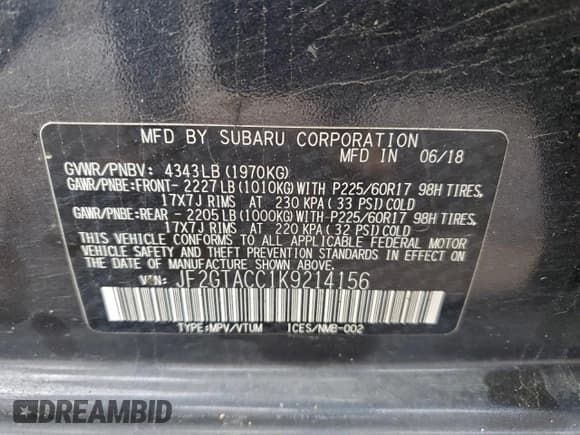 MFD BY SUBARU CORPORATION
MFD IN 06/18
GVWR/PNBV: 4343LB(1970KG)
GAWR/PNBE:FRONT- 2227LB(1010KG)WITH P225/60R17 98H TIRES,
17X7J RIMS AT 230 KPA( 33 PSI)COLD
GAWR/PNBE:REAR - 2205LB(1000KG)WITH P225/60R17 98H TIRES,
17X7J RIMS AT 220 KPA( 32 PSI)COLD
THIS VEHICLE CONFORMS TO ALL APPLICABLE FEDERAL MOTOR
VEHICLE SAFETY AND THEFT PREVENTION STANDARDS IN EFFECT ON
THE DATE OF MANUFACTURE SHOWN ABOVE.
VIN: JF2GTACC1K9214156
TYPE:MPV/VTUM ICES/NMB-002
DREAMBID